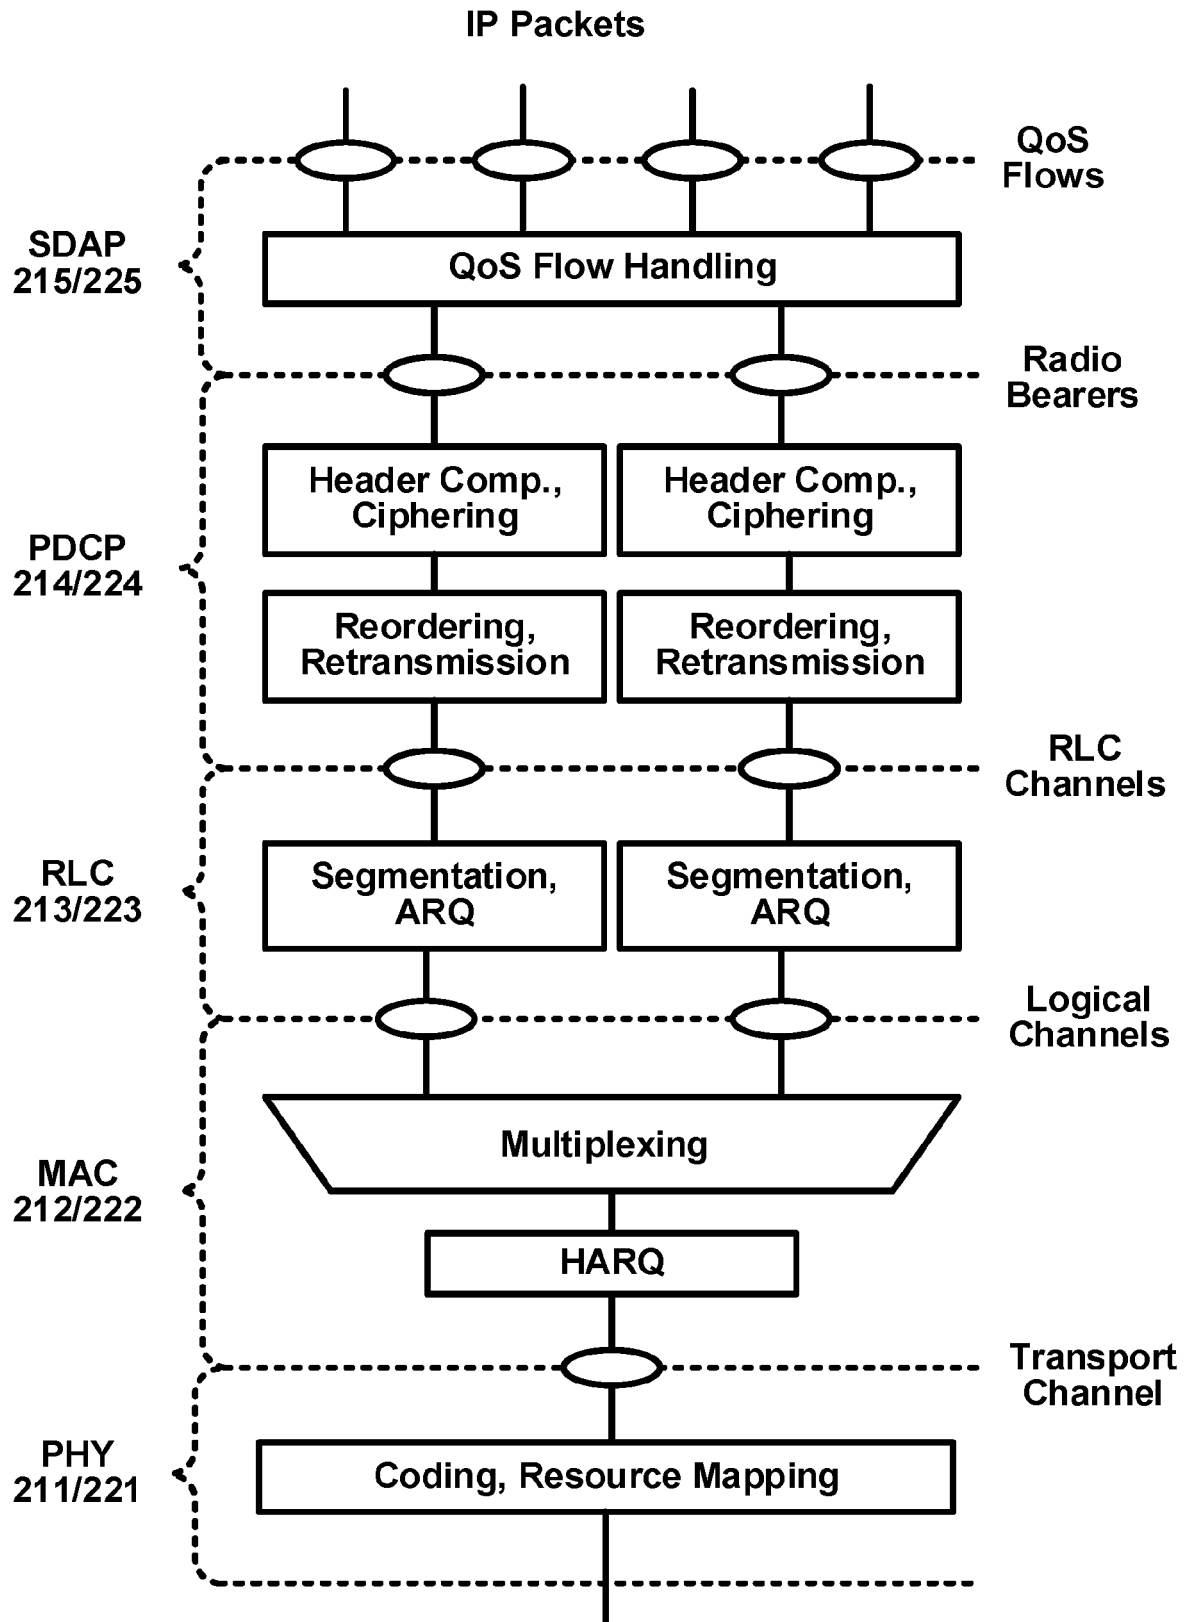 IP Packets
QoS
Flows
SDAP
215/225
QoS Flow Handling
Radio
Bearers
Header Comp.,
Ciphering
Header Comp.,
Ciphering
PDCP
214/224
Reordering,
Retransmission
Reordering,
Retransmission
RLC
Channels
RLC
213/223
Segmentation,
ARQ
Segmentation,
ARQ
Logical
Channels
Multiplexing
MAC
212/222
HARQ
Transport
Channel
PHY
211/221
Coding, Resource Mapping